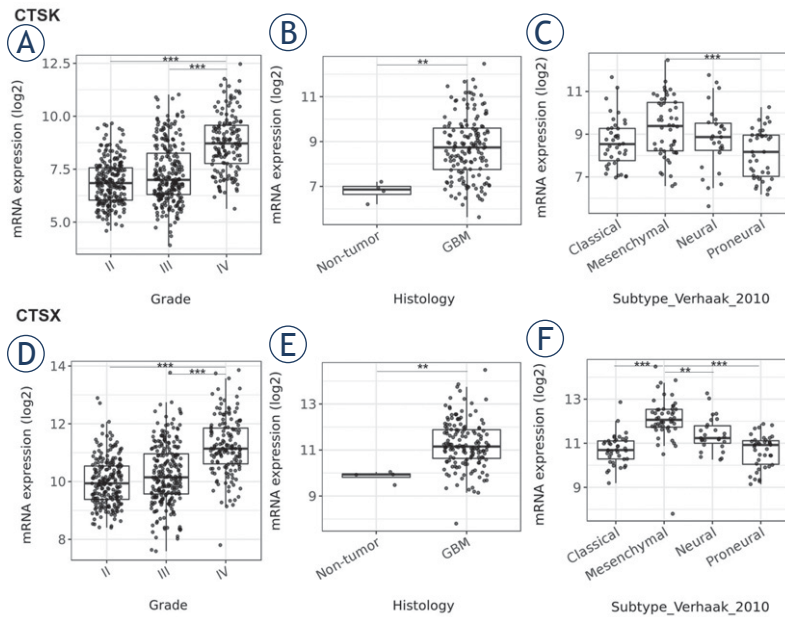 CTSK
A
mRNA expression (log2)
12.5
10.0
7.5
5.0
***
***
II
III
IV
Grade
B
mRNA expression (log2)
11
9
7
**
Non-tumor
GBM
Histology
C
mRNA expression (log2)
11
9
7
***
Classical
Mesenchymal
Neural
Proneural
Subtype_Verhaak_2010
CTSX
D
mRNA expression (log2)
14
12
10
8
***
***
II
III
IV
Grade
E
mRNA expression (log2)
13
11
9
**
Non-tumor
GBM
Histology
F
mRNA expression (log2)
13
11
9
***
**
***
Classical
Mesenchymal
Neural
Proneural
Subtype_Verhaak_2010